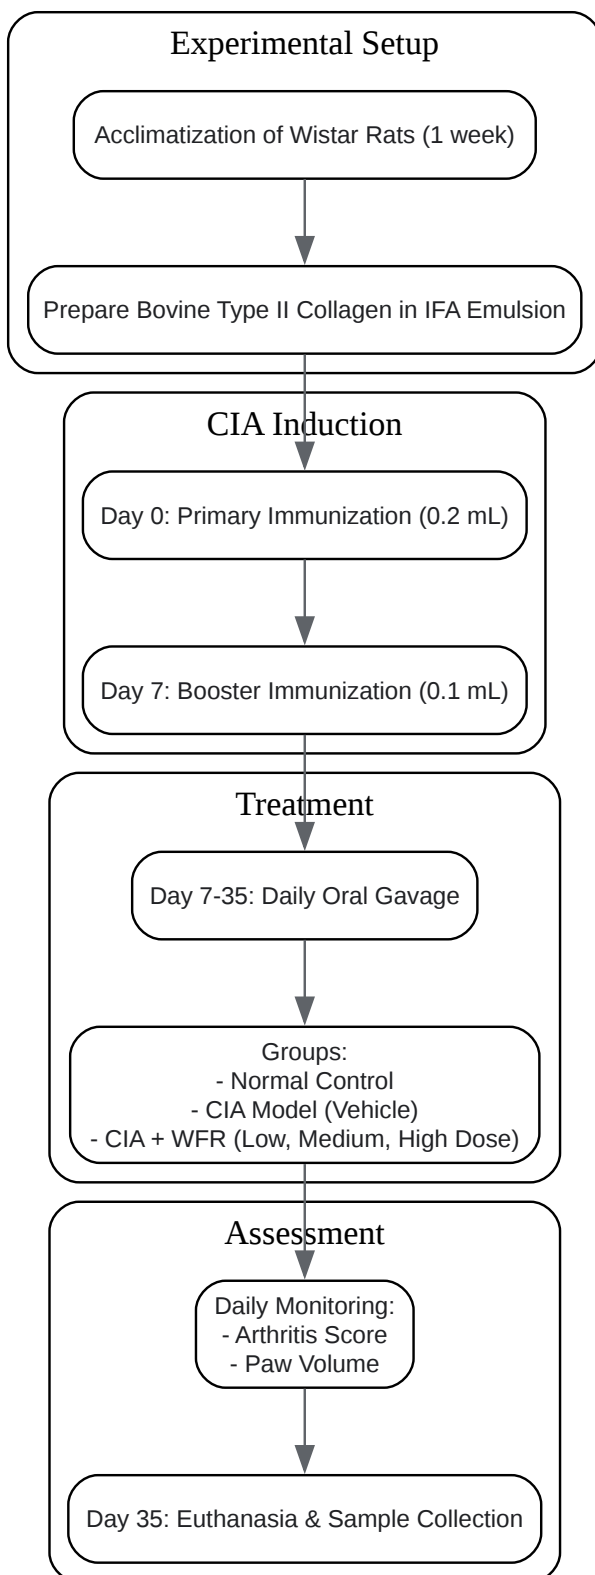 Experimental Setup
Acclimatization of Wistar Rats (1 week)
Prepare Bovine Type II Collagen in IFA Emulsion
CIA Induction
Day 0: Primary Immunization (0.2 mL)
Day 7: Booster Immunization (0.1 mL)
Treatment
Day 7-35: Daily Oral Gavage
Groups:
- Normal Control
- CIA Model (Vehicle)
- CIA + WFR (Low, Medium, High Dose)
Assessment
Daily Monitoring:
- Arthritis Score
- Paw Volume
Day 35: Euthanasia & Sample Collection